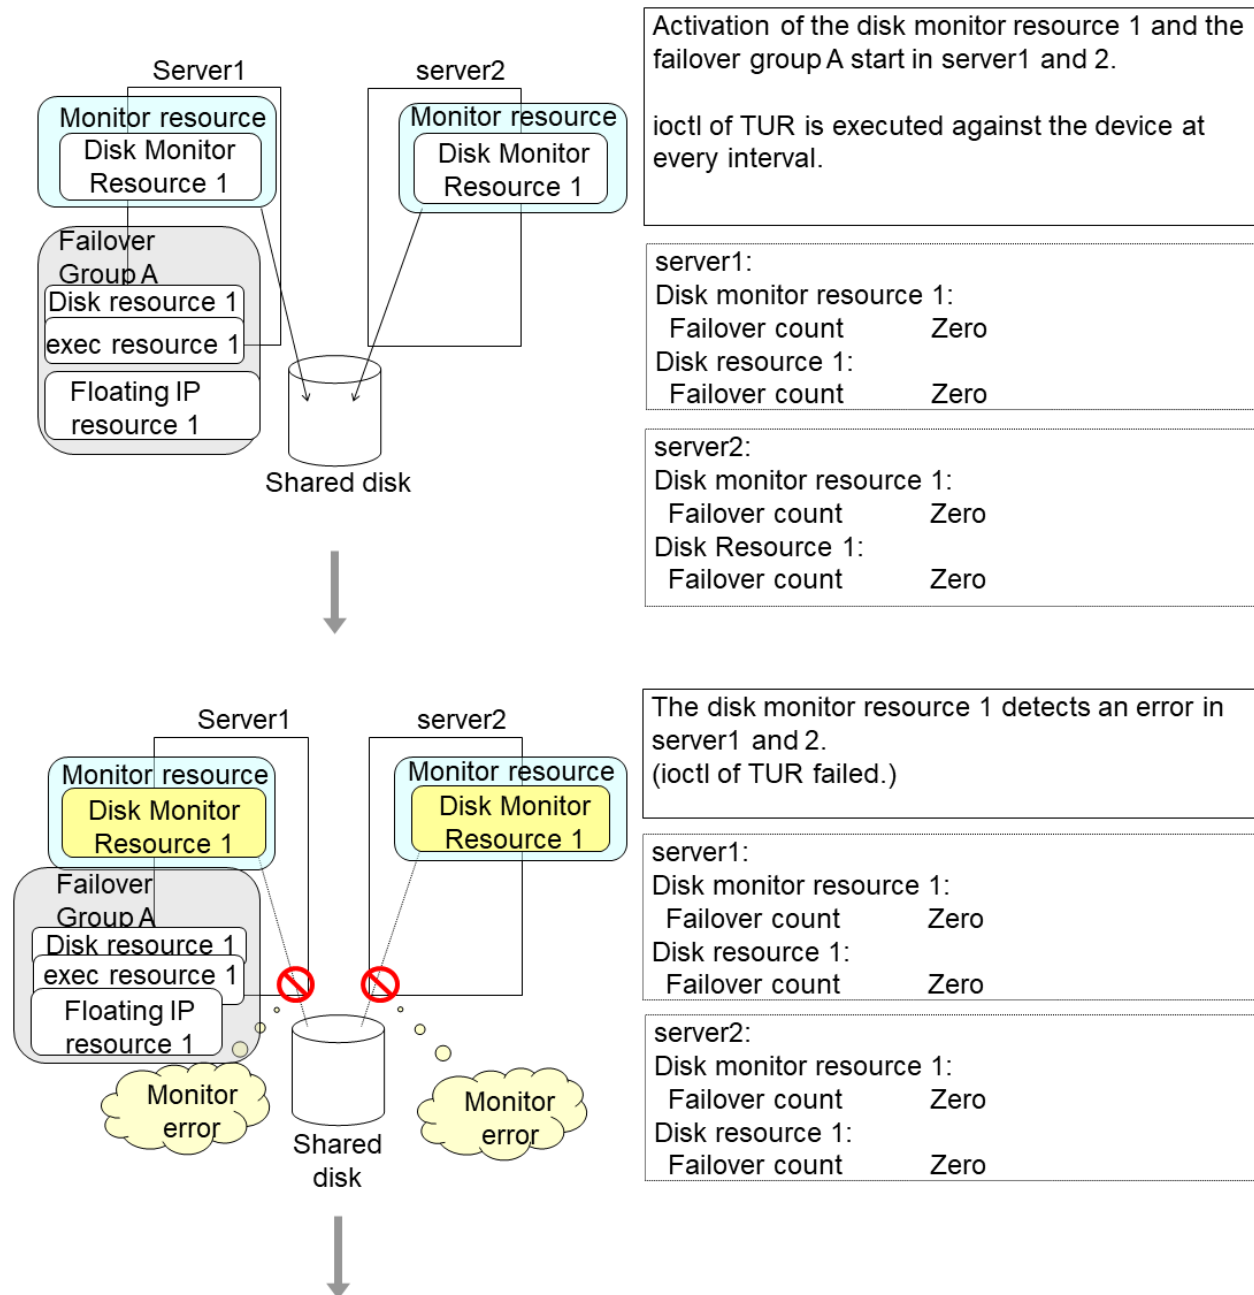 Server1
server2
Monitor resource
Disk Monitor
Resource 1
Monitor resource
Disk Monitor
Resource 1
Failover
Group A
Disk resource 1
exec resource 1
Floating IP
resource 1
Shared disk
Activation of the disk monitor resource 1 and the
failover group A start in server1 and 2.
ioctl of TUR is executed against the device at
every interval.
server1:
Disk monitor resource 1:
Failover count Zero
Disk resource 1:
Failover count Zero
server2:
Disk monitor resource 1:
Failover count Zero
Disk Resource 1:
Failover count Zero
Server1
server2
Monitor resource
Disk Monitor
Resource 1
Monitor resource
Disk Monitor
Resource 1
Failover
Group A
Disk resource 1
exec resource 1
Floating IP
resource 1
Monitor
error
Monitor
error
Shared
disk
The disk monitor resource 1 detects an error in
server1 and 2.
(ioctl of TUR failed.)
server1:
Disk monitor resource 1:
Failover count Zero
Disk resource 1:
Failover count Zero
server2:
Disk monitor resource 1:
Failover count Zero
Disk resource 1:
Failover count Zero